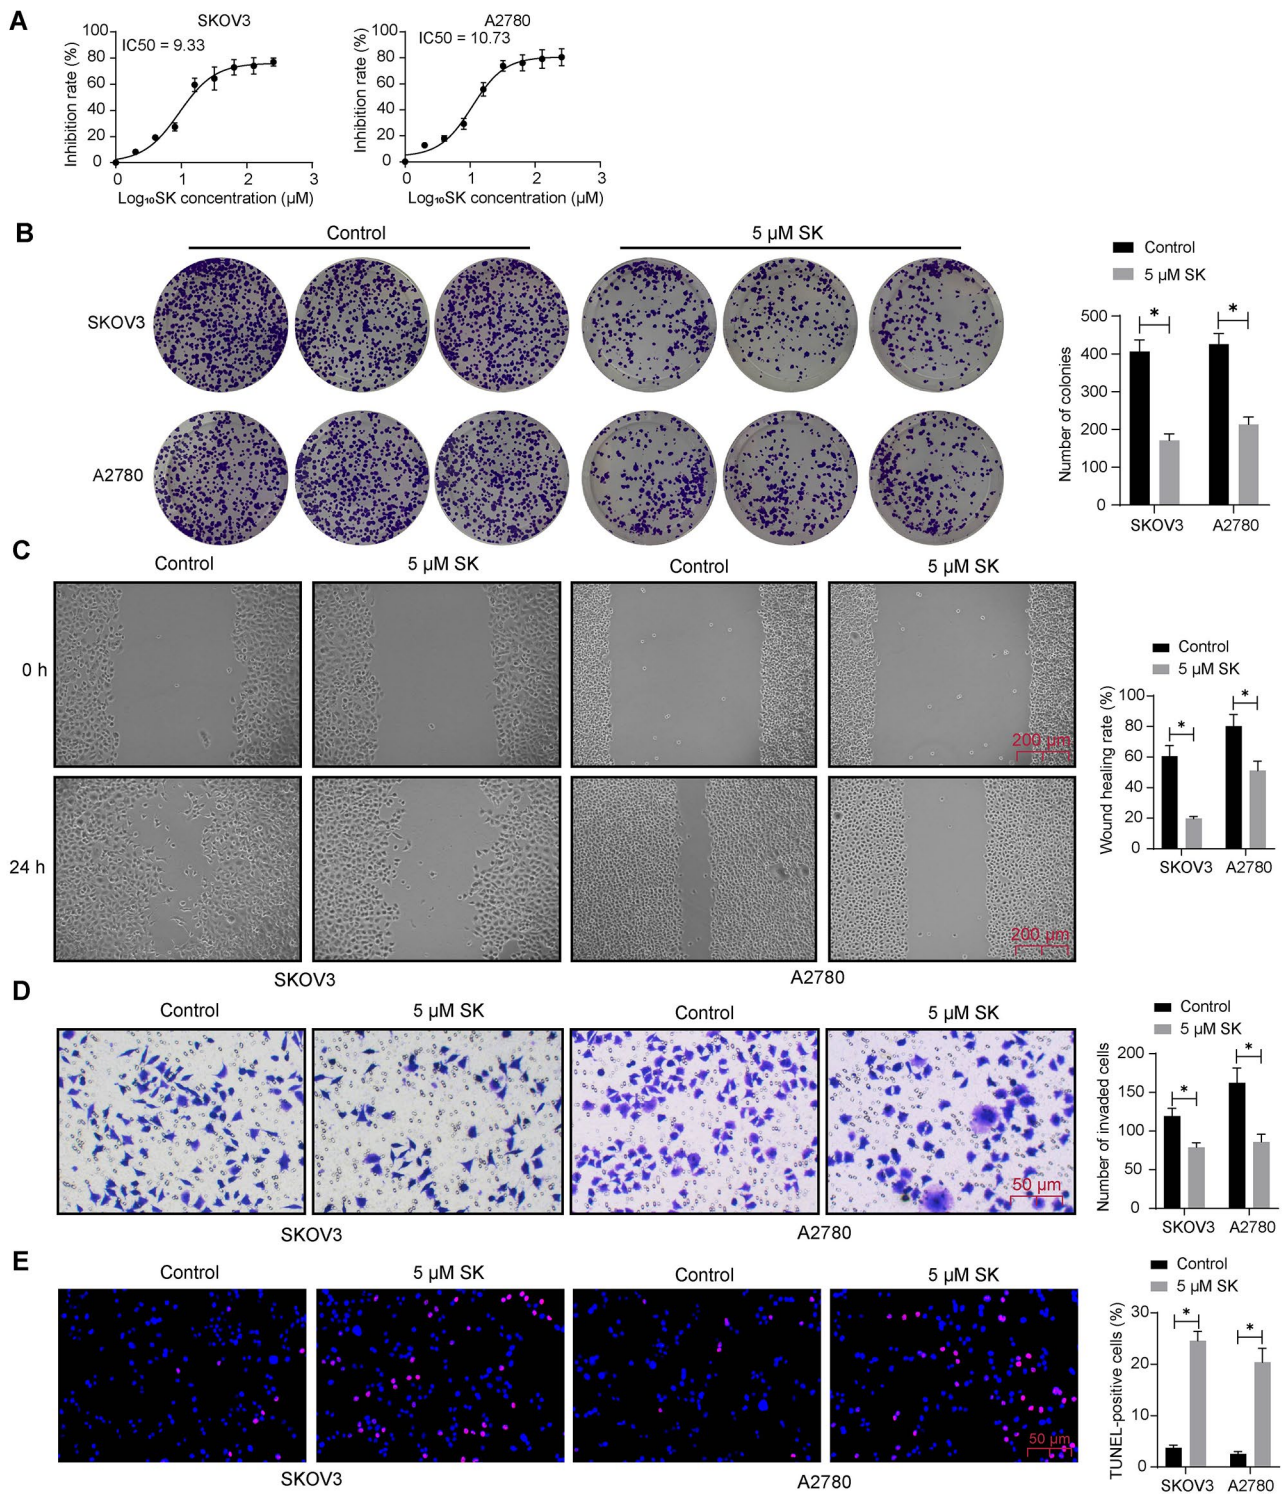 A
SKOV3
IC50 = 9.33
Inhibition rate (%)
100
80
60
40
20
0
0 1 2 3
Log₁₀SK concentration (μM)
A2780
IC50 = 10.73
Inhibition rate (%)
100
80
60
40
20
0
0 1 2 3
Log₁₀SK concentration (μM)
B
Control 5 μM SK
SKOV3
A2780
Control
5 μM SK
Number of colonies
500
400
300
200
100
0
* *
SKOV3 A2780
C
Control 5 μM SK Control 5 μM SK
0 h
200 μm
24 h
200 μm
SKOV3 A2780
Control
5 μM SK
Wound healing rate (%)
100
80
60
40
20
0
* *
SKOV3 A2780
D
Control 5 μM SK Control 5 μM SK
50 μm
SKOV3 A2780
Control
5 μM SK
Number of invaded cells
200
150
100
50
0
* *
SKOV3 A2780
E
Control 5 μM SK Control 5 μM SK
50 μm
SKOV3 A2780
Control
5 μM SK
TUNEL-positive cells (%)
30
20
10
0
* *
SKOV3 A2780